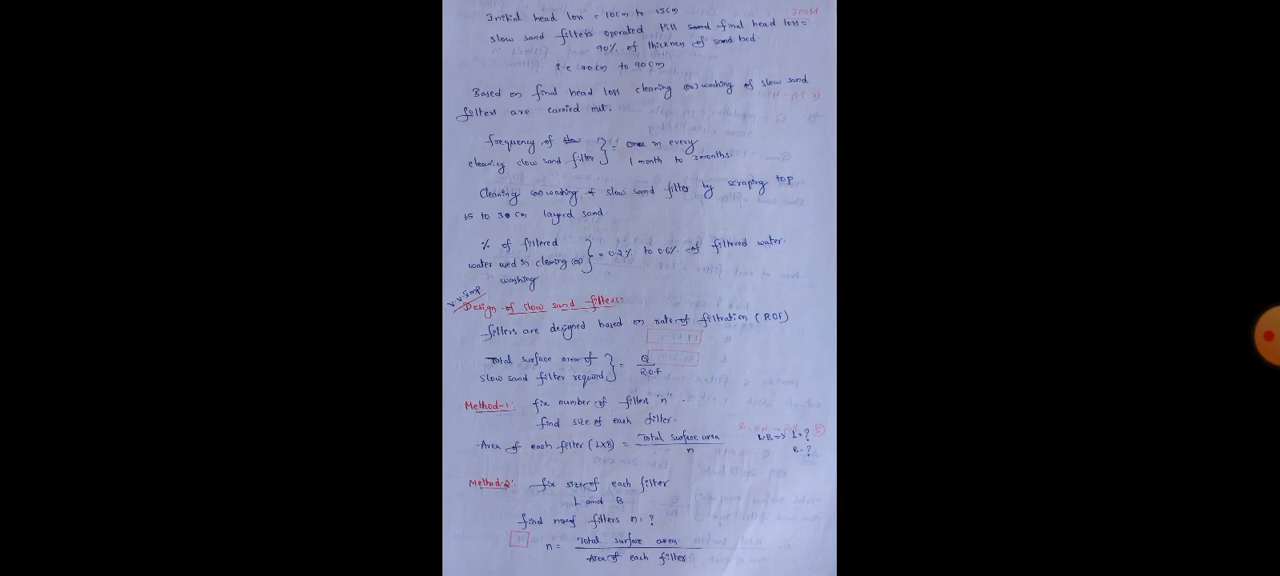 Initial head loss = 10cm to 15cm
slow sand filters operated till sand final head loss =
90% of thickness of sand bed.
i.e 70cm to 90cm
Based on final head loss cleaning (or) washing of slow sand
filters are carried out.
frequency of slow
cleaning slow sand filter } = once in every
1 month to 3 months.
Cleaning (or) washing of slow sand filter by scraping top
15 to 30 cm layerd sand.
% of filtered
water used in cleaning (or)
washing } = 0.2% to 0.6% of filtered water.
V.V.Imp
Design of slow sand filters:
filters are designed based on rate of filtration (ROF)
Total surface area of
slow sand filter required } = Q
R.O.F
Method-1: fix number of filters "n".
find size of each filter.
Area of each filter (LXB) = Total surface area
n
LB => L=?
B=?
Method-2: fix size of each filter
L and B
find no of filters n=?
n = Total surface area
Area of each filter